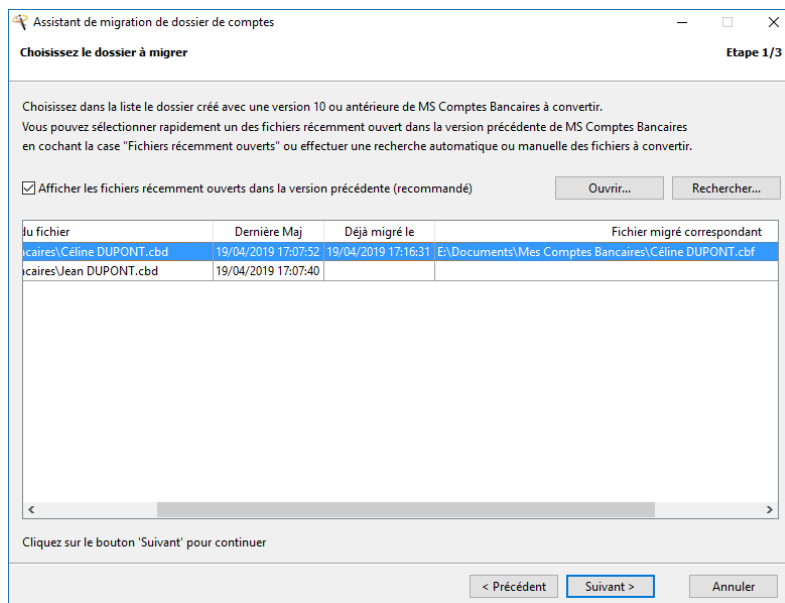 Assistant de migration de dossier de comptes
Choisissez le dossier à migrer
Etape 1/3
Choisissez dans la liste le dossier créé avec une version 10 ou antérieure de MS Comptes Bancaires à convertir.
Vous pouvez sélectionner rapidement un des fichiers récemment ouvert dans la version précédente de MS Comptes Bancaires
en cochant la case "Fichiers récemment ouverts" ou effectuer une recherche automatique ou manuelle des fichiers à convertir.
Afficher les fichiers récemment ouverts dans la version précédente (recommandé) Ouvrir... Rechercher...
du fichier Dernière Maj Déjà migré le Fichier migré correspondant
caires\Céline DUPONT.cbd 19/04/2019 17:07:52 19/04/2019 17:16:31 E:\Documents\Mes Comptes Bancaires\Céline DUPONT.cbf
caires\Jean DUPONT.cbd 19/04/2019 17:07:40
Cliquez sur le bouton 'Suivant' pour continuer
< Précédent Suivant > Annuler